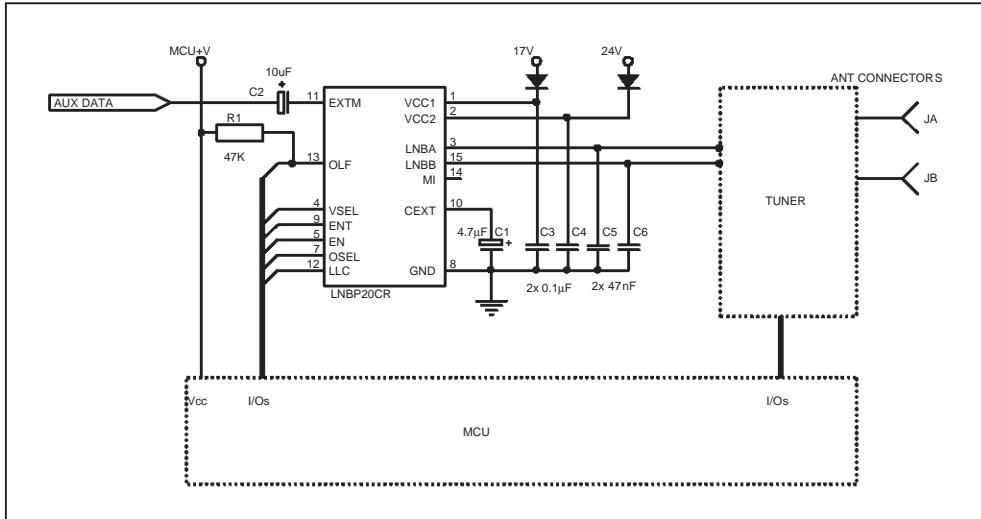 MCU+V
17V
24V
10uF
+
C2
ANT CONNECTORS
AUX DATA
11
EXTM
VCC1
1
VCC2
2
R1
47K
LNBA
3
JA
13
OLF
LNBB
15
MI
14
JB
TUNER
4
VSEL
CEXT
10
9
ENT
4.7µF
C1
+
C3
C4
C5
C6
5
EN
7
OSEL
12
LLC
GND
8
LNBP20CR
2x 0.1µF
2x 47nF
Vcc
I/Os
I/Os
MCU